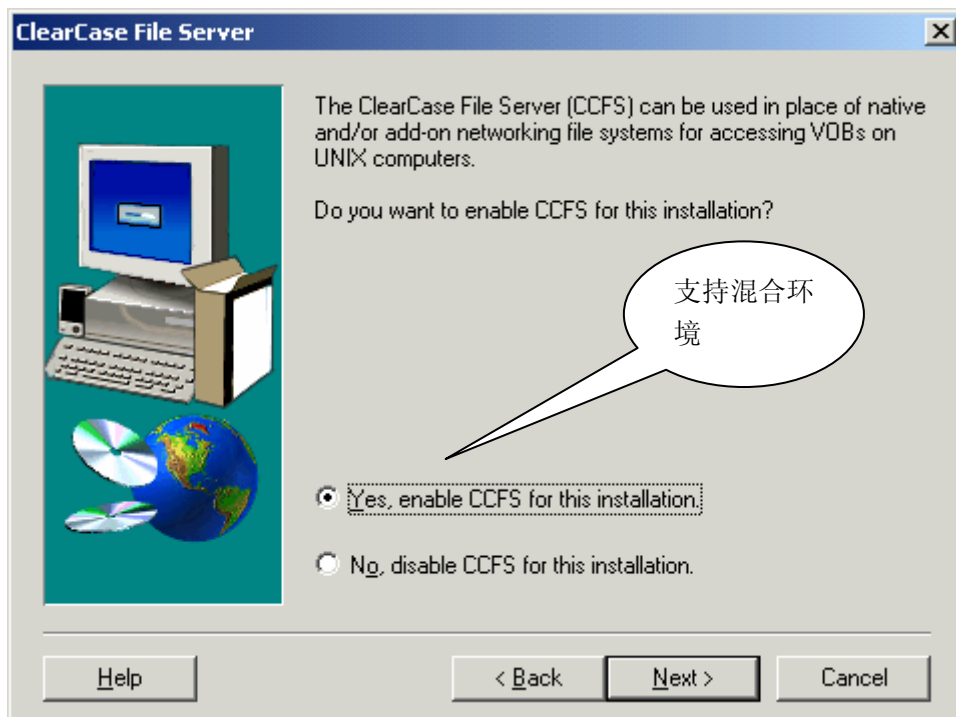 ClearCase File Server
The ClearCase File Server (CCFS) can be used in place of native
and/or add-on networking file systems for accessing VOBs on
UNIX computers.
Do you want to enable CCFS for this installation?
支持混合环
境
Yes, enable CCFS for this installation.
No, disable CCFS for this installation.
Help
< Back
Next >
Cancel